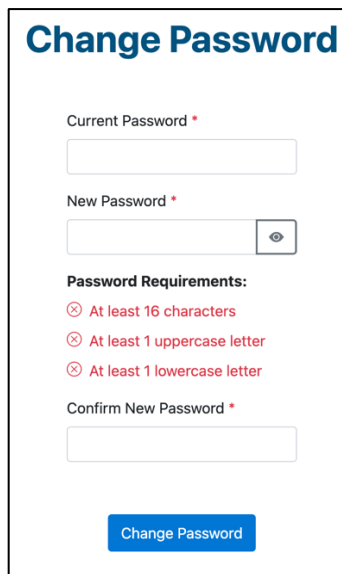 Change Password
Current Password *
New Password *
Password Requirements:
At least 16 characters
At least 1 uppercase letter
At least 1 lowercase letter
Confirm New Password *
Change Password